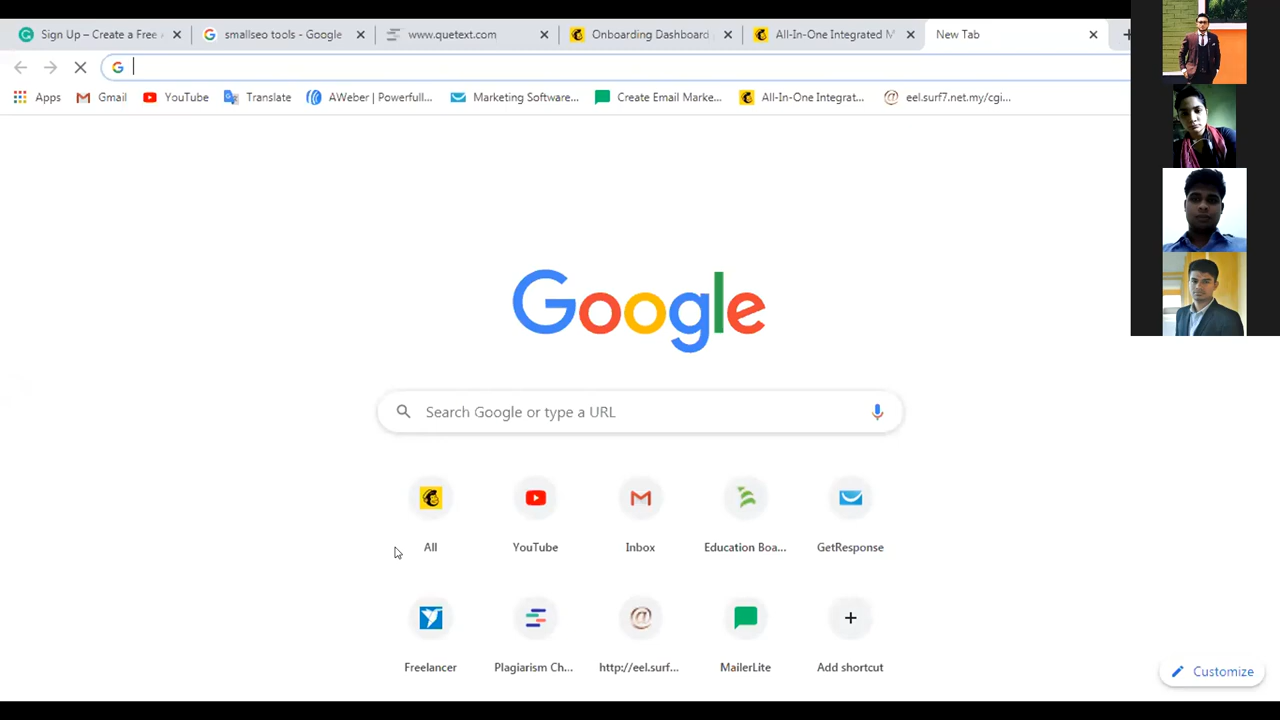 Sign Up – Create a Free
smallseo tools - Google
www.quetext.com
Onboarding Dashboard
All-In-One Integrated M
New Tab
Apps
Gmail
YouTube
Translate
AWeber | Powerfull...
Marketing Software...
Create Email Marke...
All-In-One Integrat...
eel.surf7.net.my/cgi...
Google
Search Google or type a URL
All
YouTube
Inbox
Education Boa...
GetResponse
Freelancer
Plagiarism Ch...
http://eel.surf...
MailerLite
Add shortcut
Customize